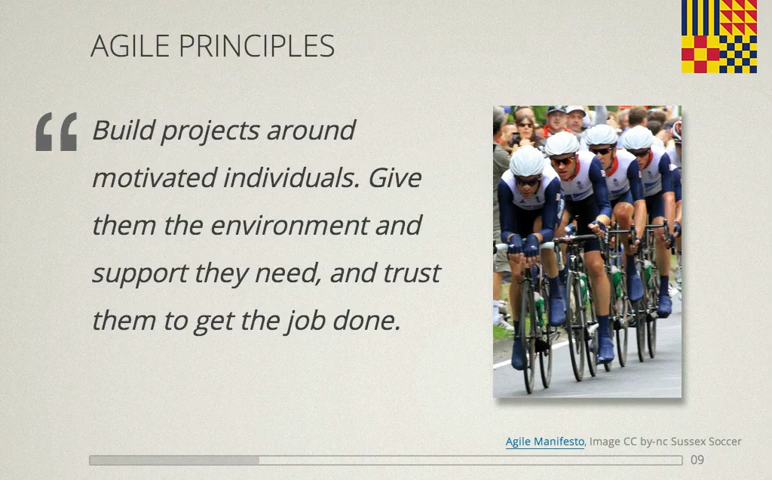 AGILE PRINCIPLES
“
Build projects around
motivated individuals. Give
them the environment and
support they need, and trust
them to get the job done.
Agile Manifesto, Image CC by-nc Sussex Soccer
09